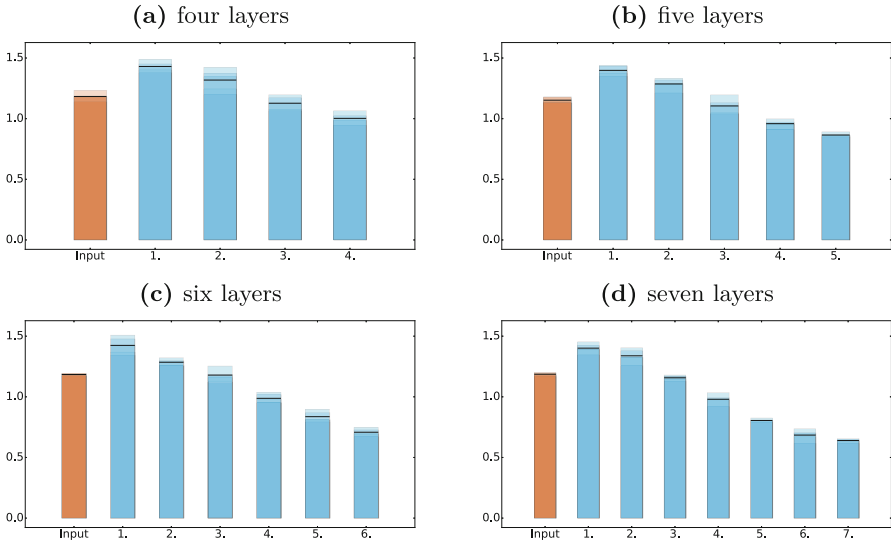 (a) four layers
1.5
1.0
0.5
0.0
Input 1. 2. 3. 4.
(b) five layers
1.5
1.0
0.5
0.0
Input 1. 2. 3. 4. 5.
(c) six layers
1.5
1.0
0.5
0.0
Input 1. 2. 3. 4. 5. 6.
(d) seven layers
1.5
1.0
0.5
0.0
Input 1. 2. 3. 4. 5. 6. 7.